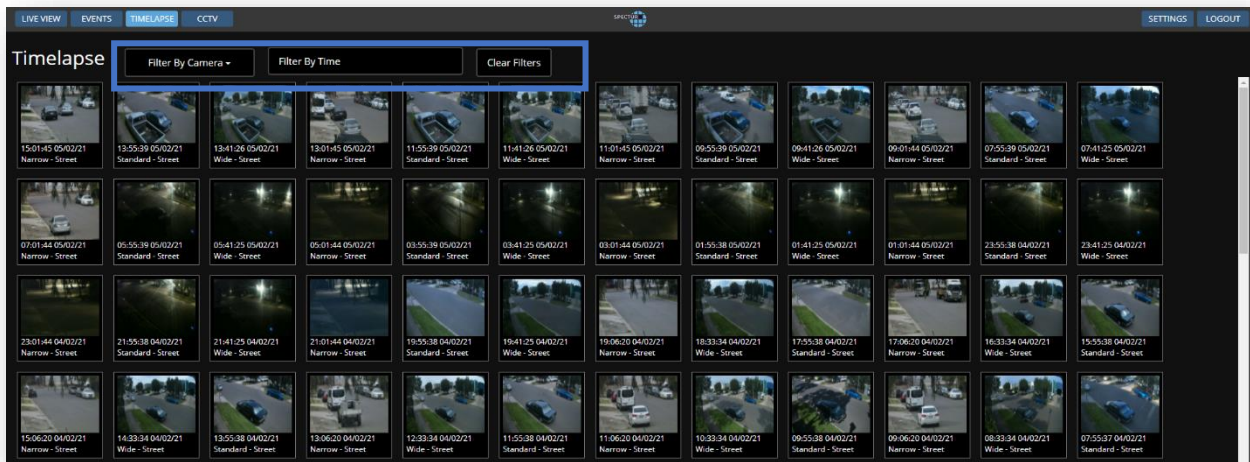 LIVE VIEW EVENTS TIMELAPSE CCTV SPECTUR SETTINGS LOGOUT
Timelapse Filter By Camera Filter By Time Clear Filters
15:01:45 05/02/21 13:55:39 05/02/21 13:41:26 05/02/21 13:01:45 05/02/21 11:55:39 05/02/21 11:41:26 05/02/21 11:01:45 05/02/21 09:55:39 05/02/21 09:41:26 05/02/21 09:01:44 05/02/21 07:55:39 05/02/21 07:41:25 05/02/21
Narrow - Street Standard - Street Wide - Street Narrow - Street Standard - Street Wide - Street Narrow - Street Standard - Street Wide - Street Narrow - Street Standard - Street Wide - Street
07:01:44 05/02/21 05:55:39 05/02/21 05:41:25 05/02/21 05:01:44 05/02/21 03:55:39 05/02/21 03:41:25 05/02/21 03:01:44 05/02/21 01:55:38 05/02/21 01:41:25 05/02/21 01:01:44 05/02/21 23:55:38 04/02/21 23:41:25 04/02/21
Narrow - Street Standard - Street Wide - Street Narrow - Street Standard - Street Wide - Street Narrow - Street Standard - Street Wide - Street Narrow - Street Standard - Street Wide - Street
23:01:44 04/02/21 21:55:38 04/02/21 21:41:25 04/02/21 21:01:44 04/02/21 19:55:38 04/02/21 19:41:25 04/02/21 19:06:20 04/02/21 18:33:34 04/02/21 17:55:38 04/02/21 17:06:20 04/02/21 16:33:34 04/02/21 15:55:38 04/02/21
Narrow - Street Standard - Street Wide - Street Narrow - Street Standard - Street Wide - Street Narrow - Street Wide - Street Standard - Street Narrow - Street Wide - Street Standard - Street
15:06:20 04/02/21 14:33:34 04/02/21 13:55:38 04/02/21 13:06:20 04/02/21 12:33:34 04/02/21 11:55:38 04/02/21 11:06:20 04/02/21 10:33:34 04/02/21 09:55:38 04/02/21 09:06:20 04/02/21 08:33:34 04/02/21 07:55:37 04/02/21
Narrow - Street Wide - Street Standard - Street Narrow - Street Wide - Street Standard - Street Narrow - Street Wide - Street Standard - Street Narrow - Street Wide - Street Standard - Street